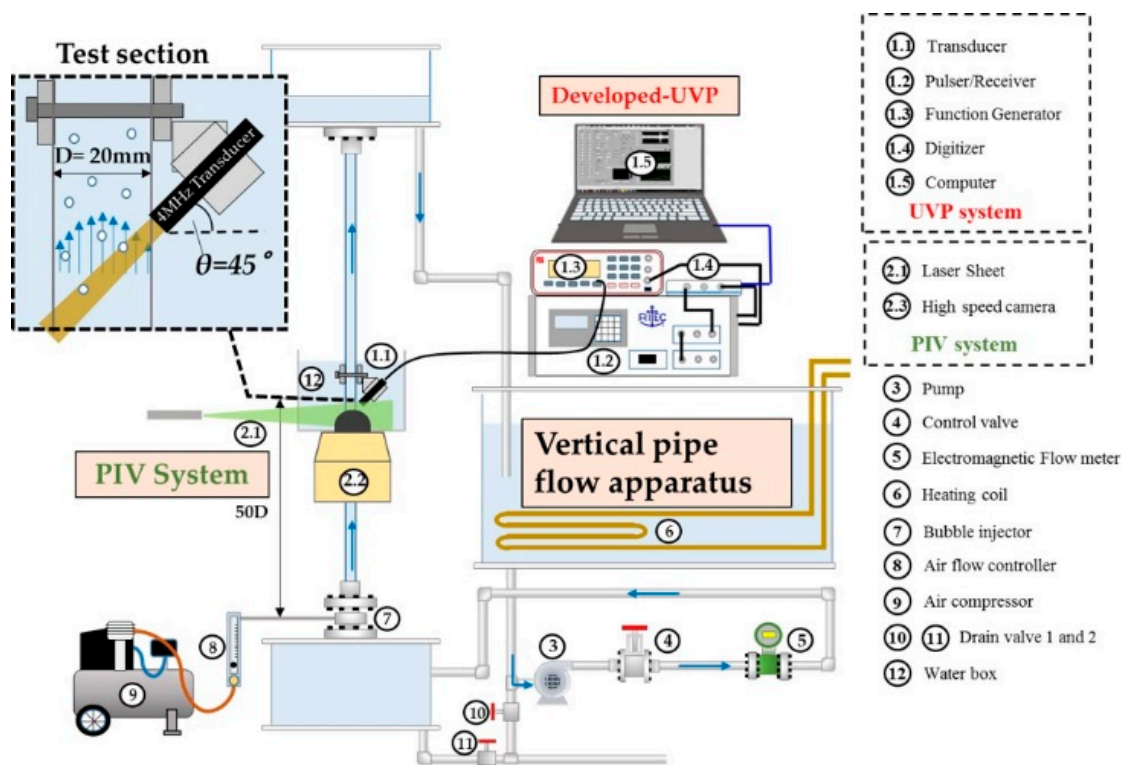 Test section
D= 20mm
4MHz Transducer
θ=45°
Developed-UVP
1.5
1.3
1.4
1.2
1.1
12
2.1
PIV System
2.2
50D
Vertical pipe
flow apparatus
6
7
8
9
3
4
5
10
11
1.1 Transducer
1.2 Pulser/Receiver
1.3 Function Generator
1.4 Digitizer
1.5 Computer
UVP system
2.1 Laser Sheet
2.3 High speed camera
PIV system
3 Pump
4 Control valve
5 Electromagnetic Flow meter
6 Heating coil
7 Bubble injector
8 Air flow controller
9 Air compressor
10 11 Drain valve 1 and 2
12 Water box